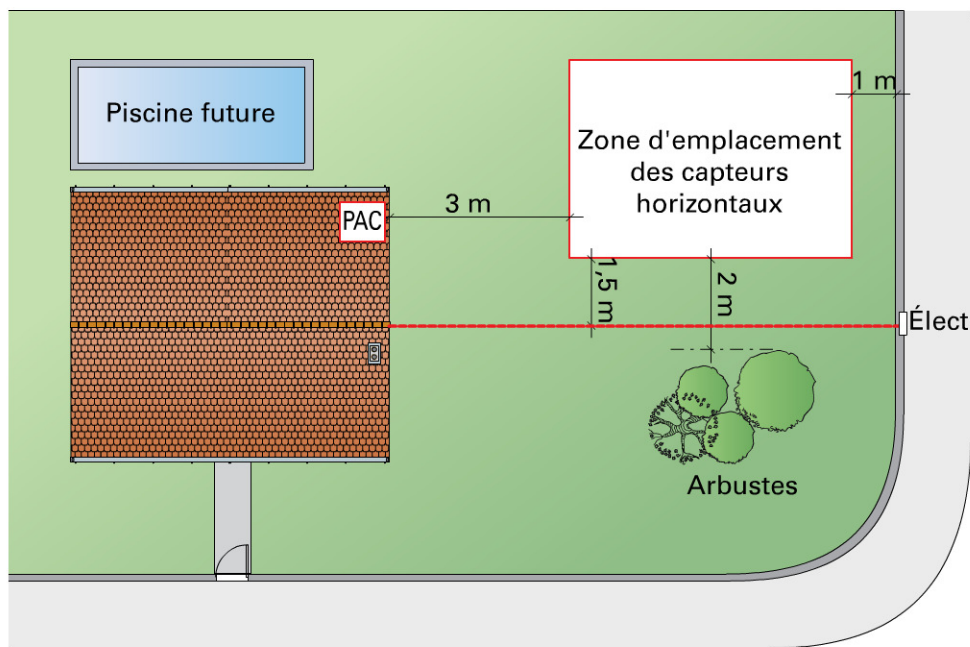 Piscine future
1 m
Zone d'emplacement
des capteurs
horizontaux
PAC
3 m
1,5 m
2 m
Élect
Arbustes